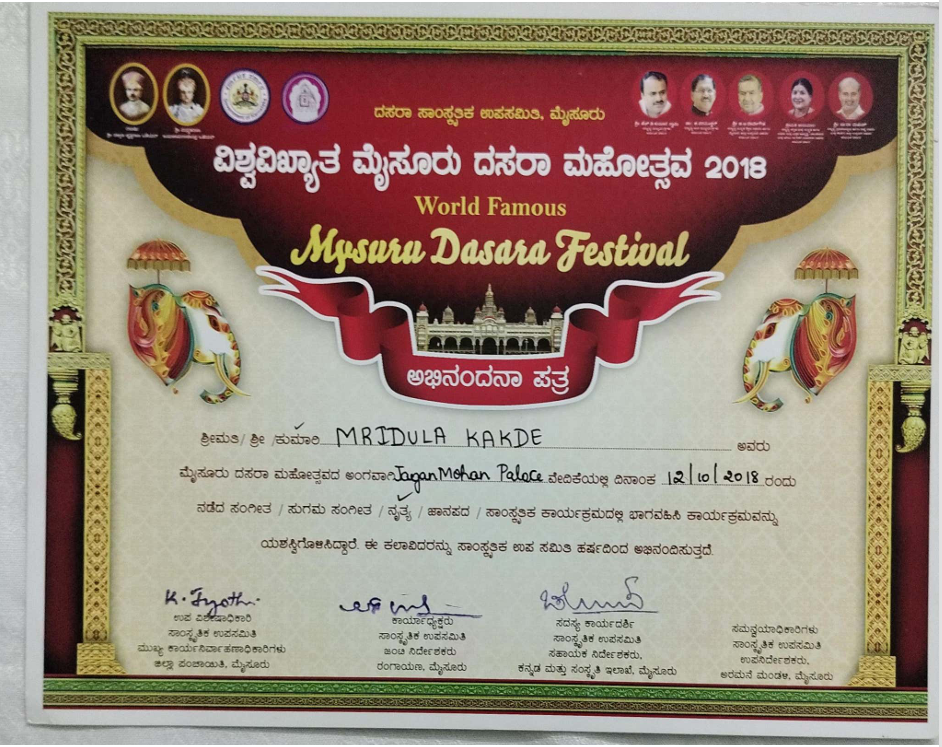 ದಸರಾ ಸಾಂಸ್ಕೃತಿಕ ಉಪಸಮಿತಿ, ಮೈಸೂರು
ವಿಶ್ವವಿಖ್ಯಾತ ಮೈಸೂರು ದಸರಾ ಮಹೋತ್ಸವ 2018
World Famous
Mysuru Dasara Festival
ಅಭಿನಂದನಾ ಪತ್ರ
ಶ್ರೀಮತಿ/ ಶ್ರೀ /ಕುಮಾರಿ MRIDULA KAKDE ಅವರು
ಮೈಸೂರು ದಸರಾ ಮಹೋತ್ಸವದ ಅಂಗವಾಗಿ Jagan Mohan Palace ವೇದಿಕೆಯಲ್ಲಿ ದಿನಾಂಕ 12/10/2018 ರಂದು
ನಡೆದ ಸಂಗೀತ / ಸುಗಮ ಸಂಗೀತ / ನೃತ್ಯ / ಜಾನಪದ / ಸಾಂಸ್ಕೃತಿಕ ಕಾರ್ಯಕ್ರಮದಲ್ಲಿ ಭಾಗವಹಿಸಿ ಕಾರ್ಯಕ್ರಮವನ್ನು
ಯಶಸ್ವಿಗೊಳಿಸಿದ್ದಾರೆ. ಈ ಕಲಾವಿದರನ್ನು ಸಾಂಸ್ಕೃತಿಕ ಉಪ ಸಮಿತಿ ಹರ್ಷದಿಂದ ಅಭಿನಂದಿಸುತ್ತದೆ.
K. Jyothi
ಉಪ ವಿಶೇಷಾಧಿಕಾರಿ
ಸಾಂಸ್ಕೃತಿಕ ಉಪಸಮಿತಿ
ಮುಖ್ಯ ಕಾರ್ಯನಿರ್ವಾಹಣಾಧಿಕಾರಿಗಳು
ಜಿಲ್ಲಾ ಪಂಚಾಯಿತಿ, ಮೈಸೂರು
ಕಾರ್ಯಾಧ್ಯಕ್ಷರು
ಸಾಂಸ್ಕೃತಿಕ ಉಪಸಮಿತಿ
ಜಂಟಿ ನಿರ್ದೇಶಕರು
ರಂಗಾಯಣ, ಮೈಸೂರು
ಸದಸ್ಯ ಕಾರ್ಯದರ್ಶಿ
ಸಾಂಸ್ಕೃತಿಕ ಉಪಸಮಿತಿ
ಸಹಾಯಕ ನಿರ್ದೇಶಕರು,
ಕನ್ನಡ ಮತ್ತು ಸಂಸ್ಕೃತಿ ಇಲಾಖೆ, ಮೈಸೂರು
ಸಮನ್ವಯಾಧಿಕಾರಿಗಳು
ಸಾಂಸ್ಕೃತಿಕ ಉಪಸಮಿತಿ
ಉಪನಿರ್ದೇಶಕರು,
ಅರಮನೆ ಮಂಡಳಿ, ಮೈಸೂರು